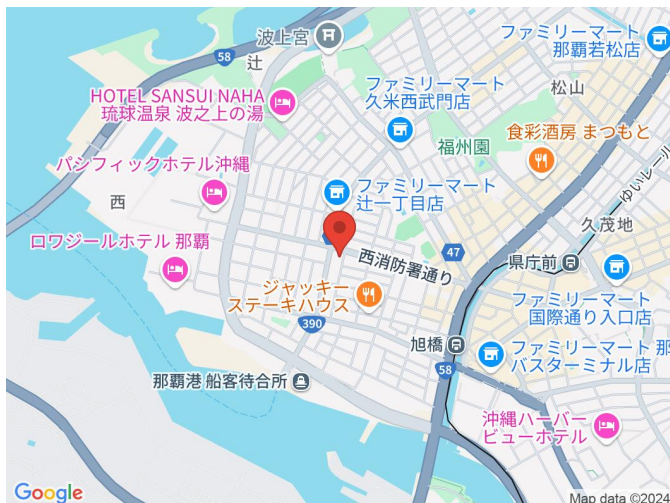 58
波上宮
辻
ファミリーマート
那覇若松店
松山
HOTEL SANSUI NAHA
琉球温泉 波之上の湯
ファミリーマート
久米西武門店
福州園
食彩酒房 まつもと
ゆいレール
パシフィックホテル沖縄
西
ファミリーマート
辻一丁目店
久茂地
47
西消防署通り
県庁前
ロワジールホテル 那覇
ジャッキー
ステーキハウス
ファミリーマート
国際通り入口店
390
旭橋
58
ファミリーマート 那
バスターミナル店
那覇港 船客待合所
沖縄ハーバー
ビューホテル
Google
Map data ©2024